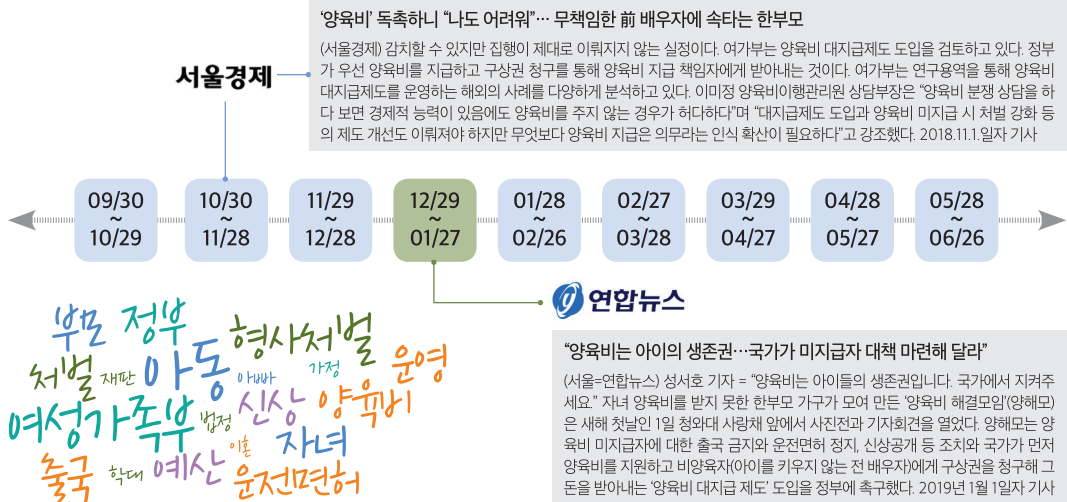 ‘양육비’ 독촉하니 “나도 어려워”… 무책임한 前 배우자에 속타는 한부모
(서울경제) 감치할 수 있지만 집행이 제대로 이뤄지지 않는 실정이다. 여가부는 양육비 대지급제도 도입을 검토하고 있다. 정부
가 우선 양육비를 지급하고 구상권 청구를 통해 양육비 지급 책임자에게 받아내는 것이다. 여가부는 연구용역을 통해 양육비
대지급제도를 운영하는 해외의 사례를 다양하게 분석하고 있다. 이미정 양육비이행관리원 상담부장은 “양육비 분쟁 상담을 하
다 보면 경제적 능력이 있음에도 양육비를 주지 않는 경우가 허다하다”며 “대지급제도 도입과 양육비 미지급 시 처벌 강화 등
의 제도 개선도 이뤄져야 하지만 무엇보다 양육비 지급은 의무라는 인식 확산이 필요하다”고 강조했다. 2018.11.1.일자 기사
서울경제
09/30
~
10/29
10/30
~
11/28
11/29
~
12/28
12/29
~
01/27
01/28
~
02/26
02/27
~
03/28
03/29
~
04/27
04/28
~
05/27
05/28
~
06/26
y 연합뉴스
부모 정부
형사처벌
처벌 재판 아동 아빠 가정 운영
여성가족부 법정 신상 양육비
이혼 자녀
출국 학대 예산 운전면허
“양육비는 아이의 생존권…국가가 미지급자 대책 마련해 달라”
(서울=연합뉴스) 성서호 기자 = “양육비는 아이들의 생존권입니다. 국가에서 지켜주
세요.” 자녀 양육비를 받지 못한 한부모 가구가 모여 만든 ‘양육비 해결모임’(양해모)
은 새해 첫날인 1일 청와대 사랑채 앞에서 사진전과 기자회견을 열었다. 양해모는 양
육비 미지급자에 대한 출국 금지와 운전면허 정지, 신상공개 등 조치와 국가가 먼저
양육비를 지원하고 비양육자(아이를 키우지 않는 전 배우자)에게 구상권을 청구해 그
돈을 받아내는 ‘양육비 대지급 제도’ 도입을 정부에 촉구했다. 2019년 1월 1일자 기사